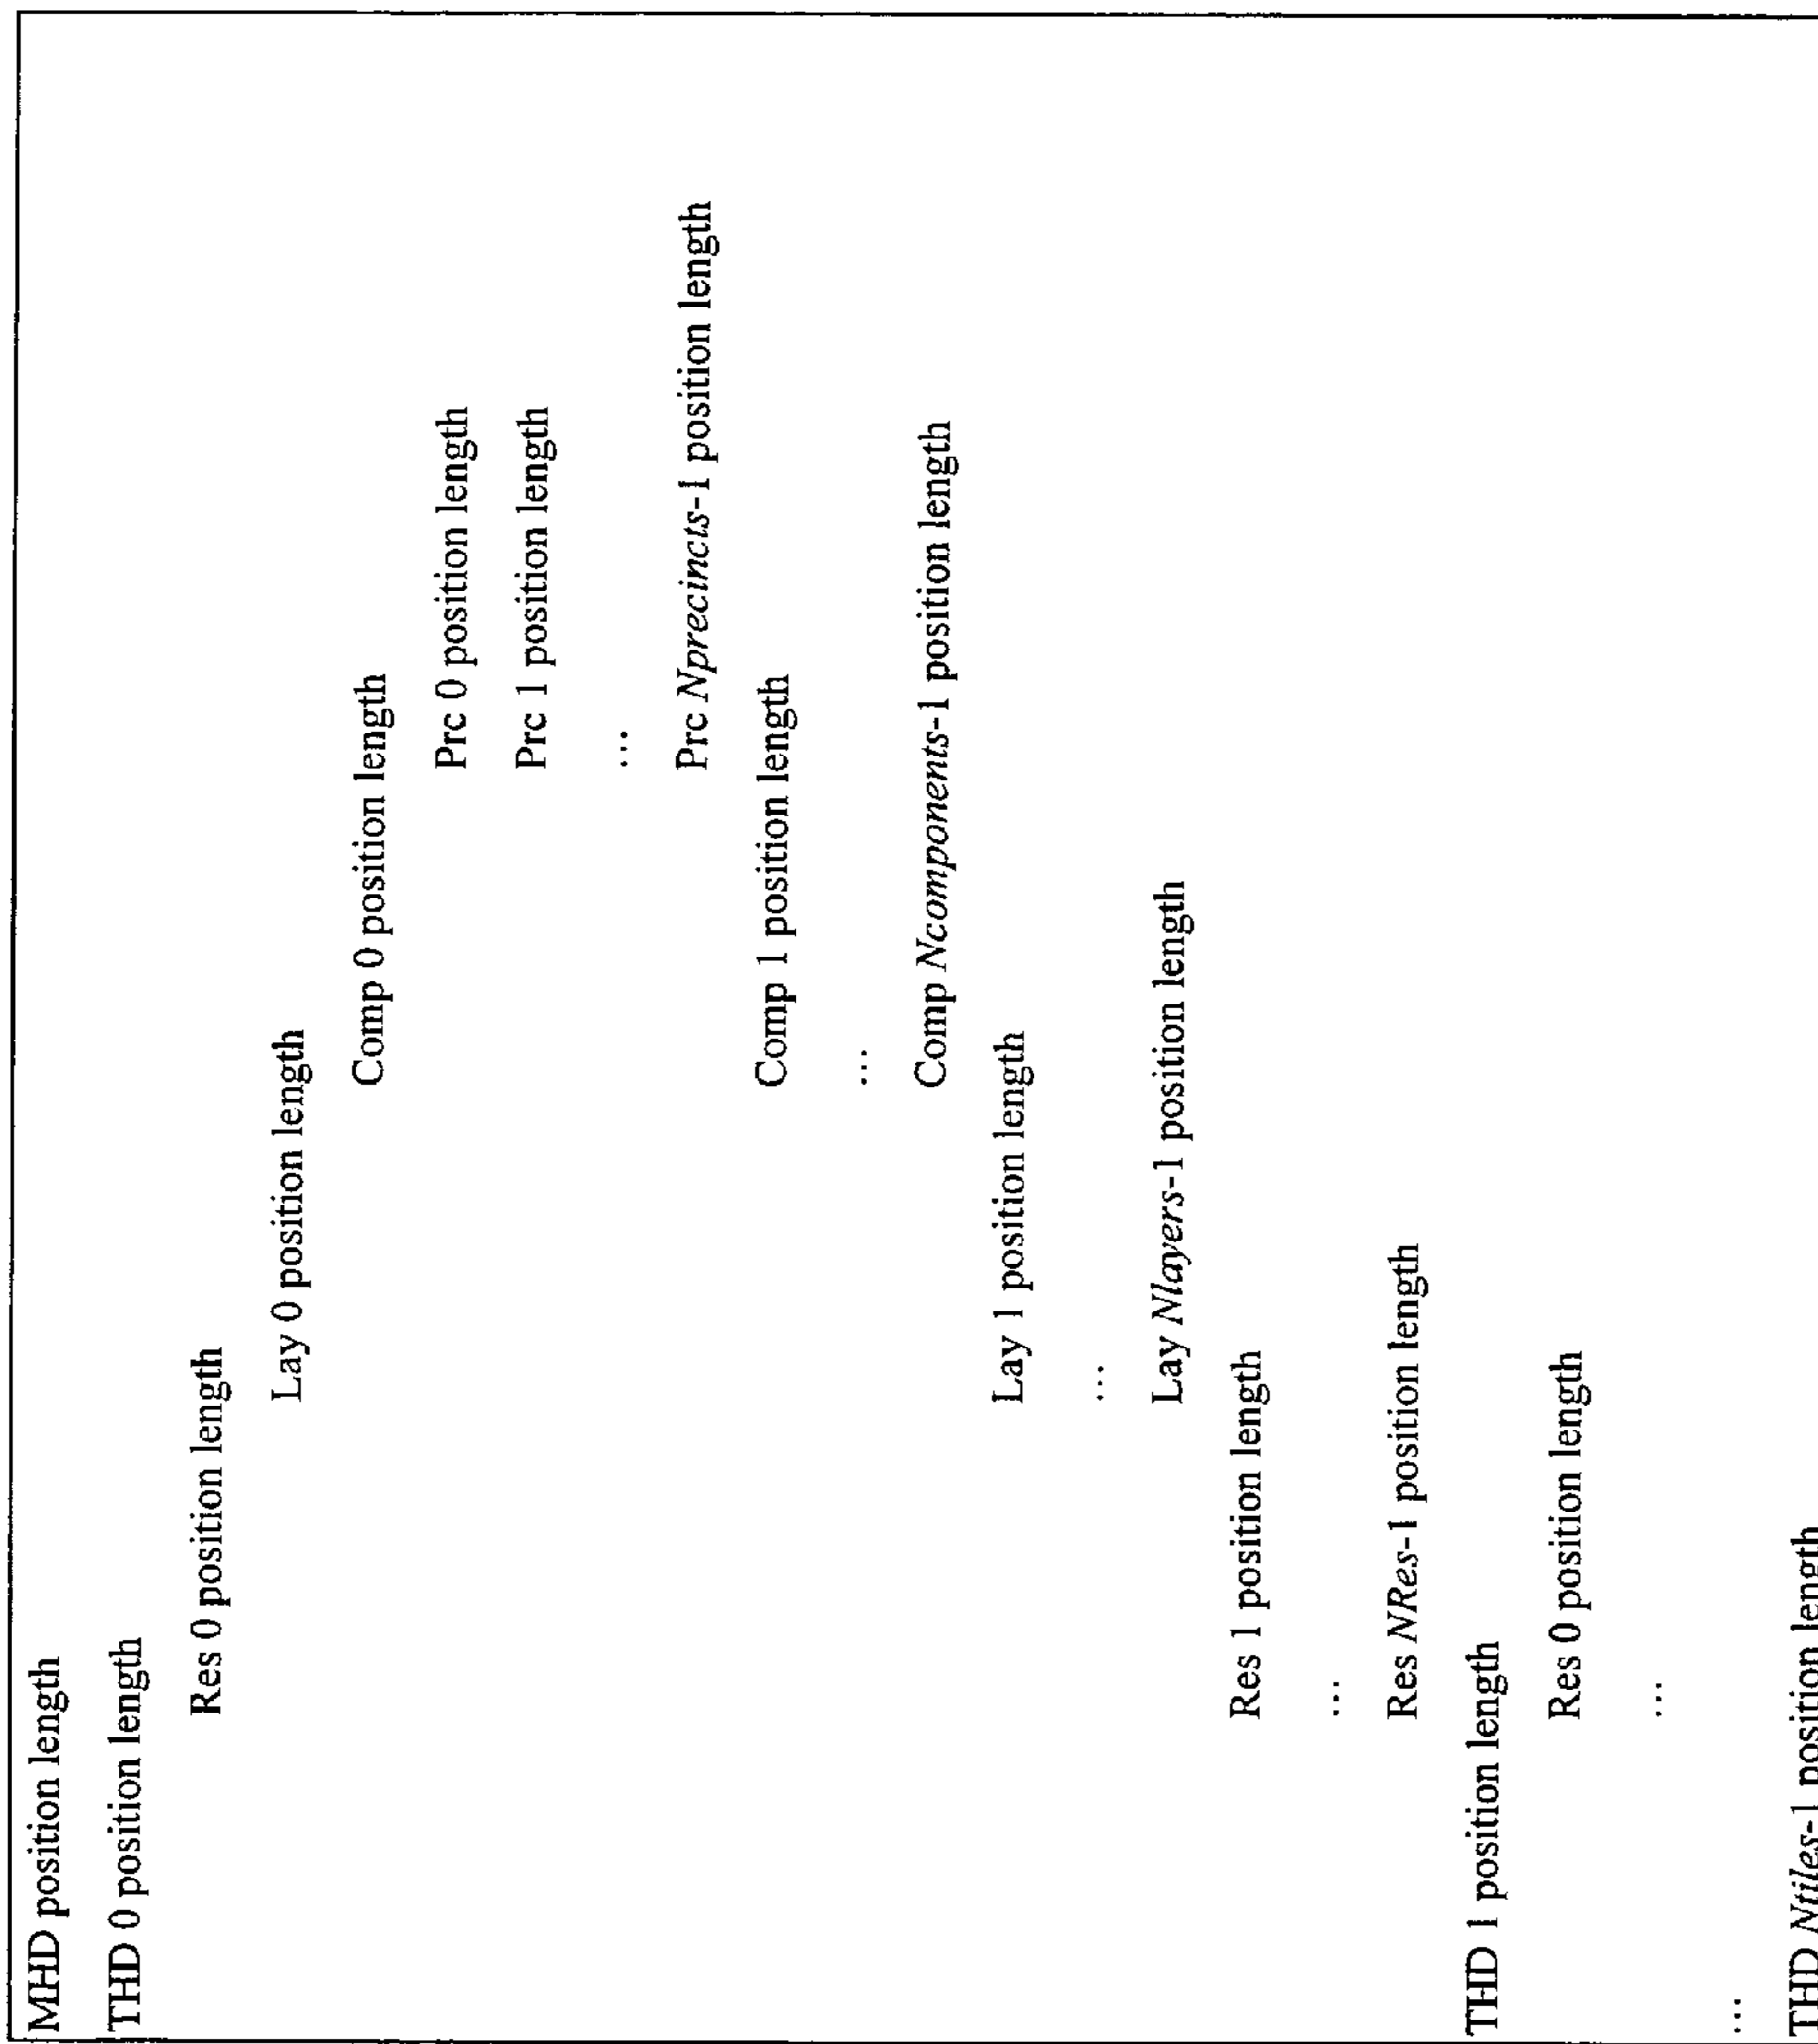 MHD position length
THD 0 position length
Res 0 position length
Lay 0 position length
Comp 0 position length
Prc 0 position length
Prc 1 position length
...
Prc Nprecincts-1 position length
Comp 1 position length
...
Comp Ncomponents-1 position length
Lay 1 position length
...
Lay Nlayers-1 position length
Res 1 position length
...
Res NRes-1 position length
THD 1 position length
Res 0 position length
...
...
THD Ntiles-1 position length